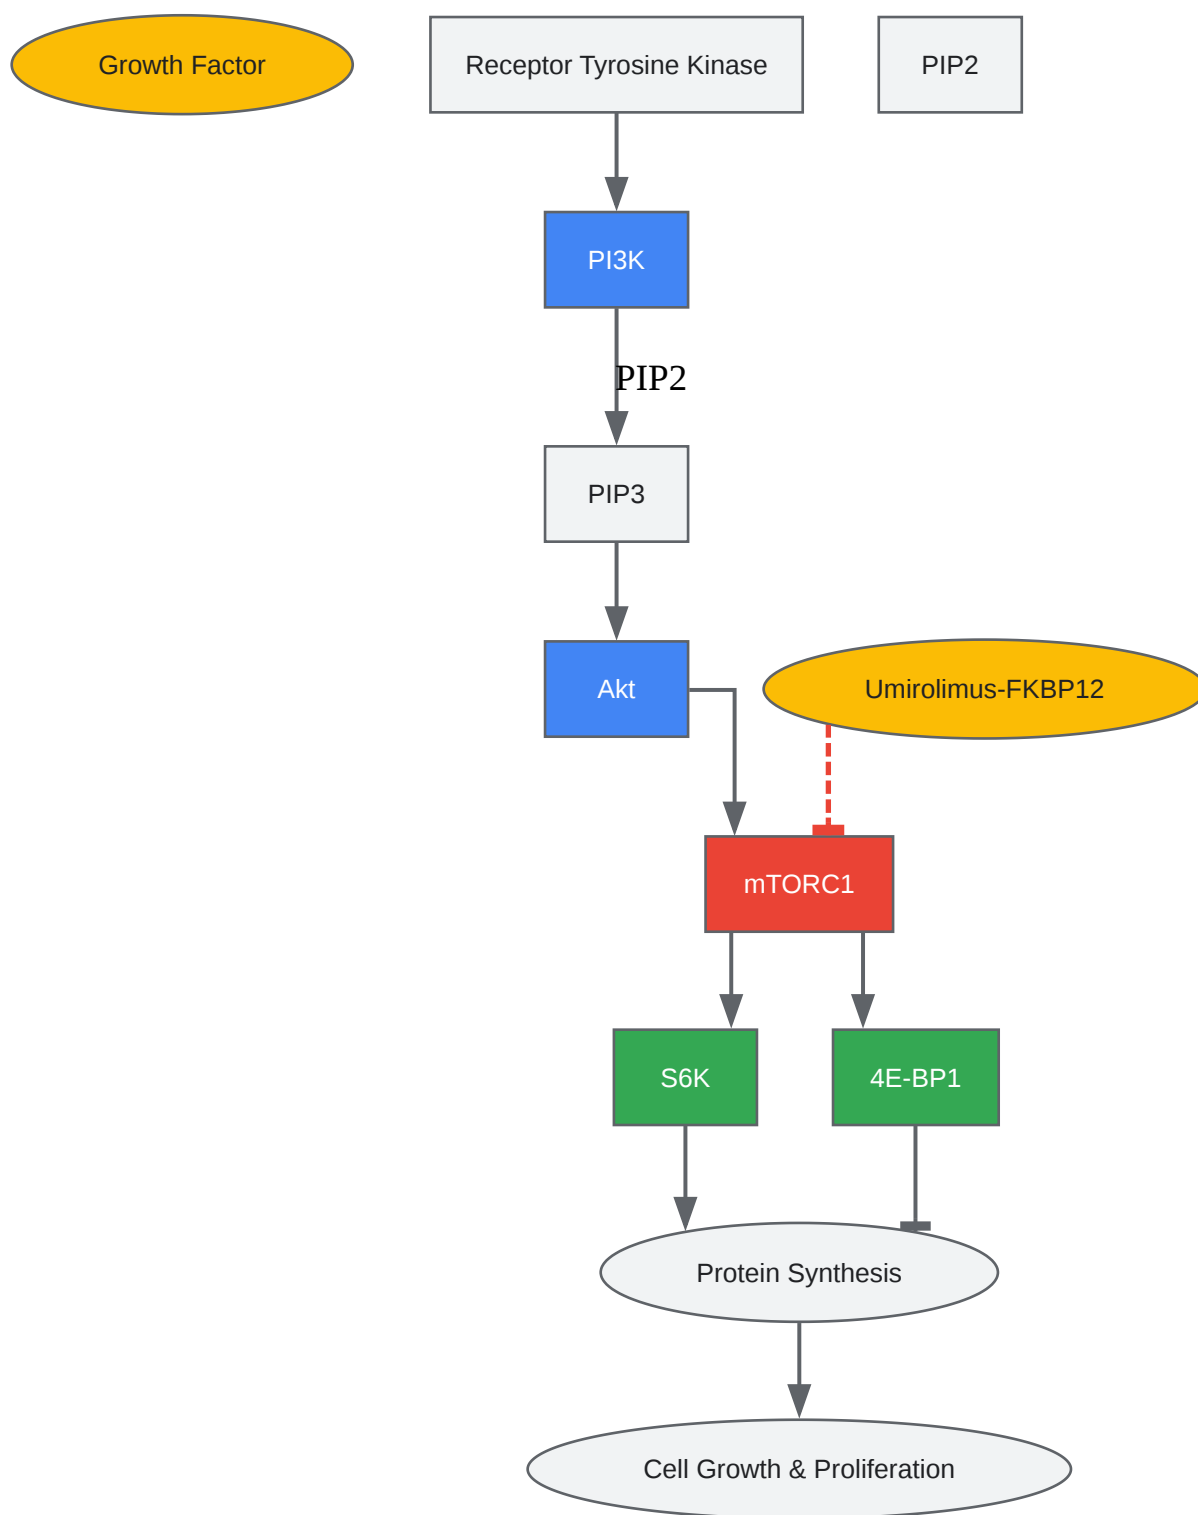 Growth Factor
Receptor Tyrosine Kinase
PIP2
PI3K
PIP2
PIP3
Akt
Umirolimus-FKBP12
mTORC1
S6K
4E-BP1
Protein Synthesis
Cell Growth & Proliferation